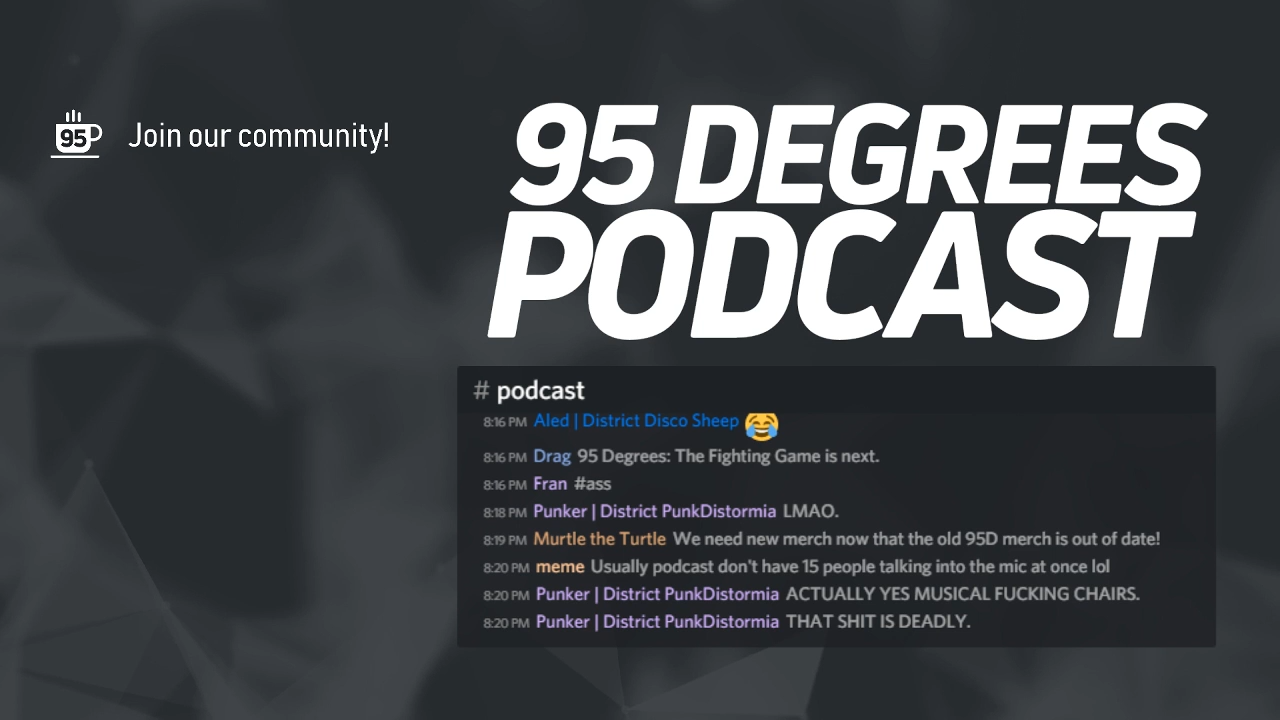 95 Join our community!
95 DEGREES
PODCAST
# podcast
8:16 PM Aled | District Disco Sheep 😂
8:16 PM Drag 95 Degrees: The Fighting Game is next.
8:16 PM Fran #ass
8:18 PM Punker | District PunkDistormia LMAO.
8:19 PM Murtle the Turtle We need new merch now that the old 95D merch is out of date!
8:20 PM meme Usually podcast don't have 15 people talking into the mic at once lol
8:20 PM Punker | District PunkDistormia ACTUALLY YES MUSICAL FUCKING CHAIRS.
8:20 PM Punker | District PunkDistormia THAT SHIT IS DEADLY.